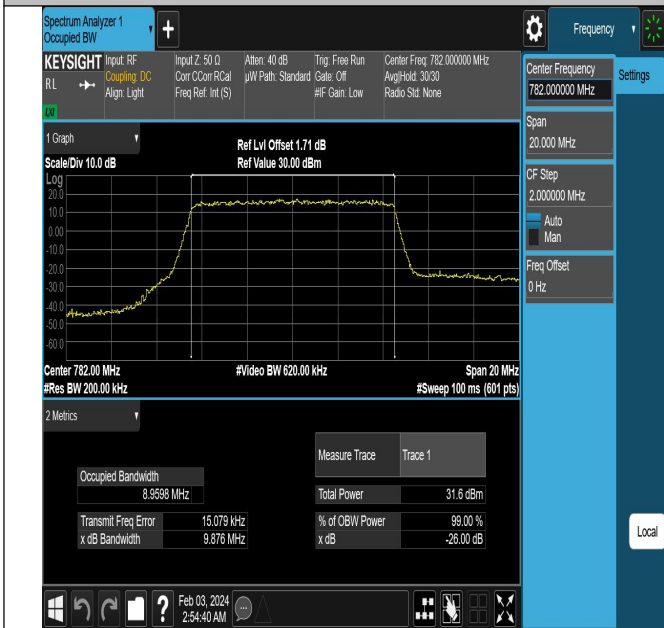 Spectrum Analyzer 1
Occupied BW
+
Frequency
KEYSIGHT
RL
LXI
Input: RF
Coupling: DC
Align: Light
Input Z: 50 Ω
Corr CCorr RCal
Freq Ref: Int (S)
Atten: 40 dB
µW Path: Standard
Trig: Free Run
Gate: Off
#IF Gain: Low
Center Freq: 782.000000 MHz
Avg|Hold: 30/30
Radio Std: None
Center Frequency
782.000000 MHz
Settings
Span
20.000 MHz
CF Step
2.000000 MHz
Auto
Man
Freq Offset
0 Hz
1 Graph
Scale/Div 10.0 dB
Ref Lvl Offset 1.71 dB
Ref Value 30.00 dBm
Log
20.0
10.0
0.00
-10.0
-20.0
-30.0
-40.0
-50.0
-60.0
Center 782.00 MHz
#Video BW 620.00 kHz
Span 20 MHz
#Res BW 200.00 kHz
#Sweep 100 ms (601 pts)
2 Metrics
Measure Trace
Trace 1
Occupied Bandwidth
8.9598 MHz
Total Power
31.6 dBm
Transmit Freq Error
15.079 kHz
% of OBW Power
99.00 %
x dB Bandwidth
9.876 MHz
x dB
-26.00 dB
Local
?
Feb 03, 2024
2:54:40 AM